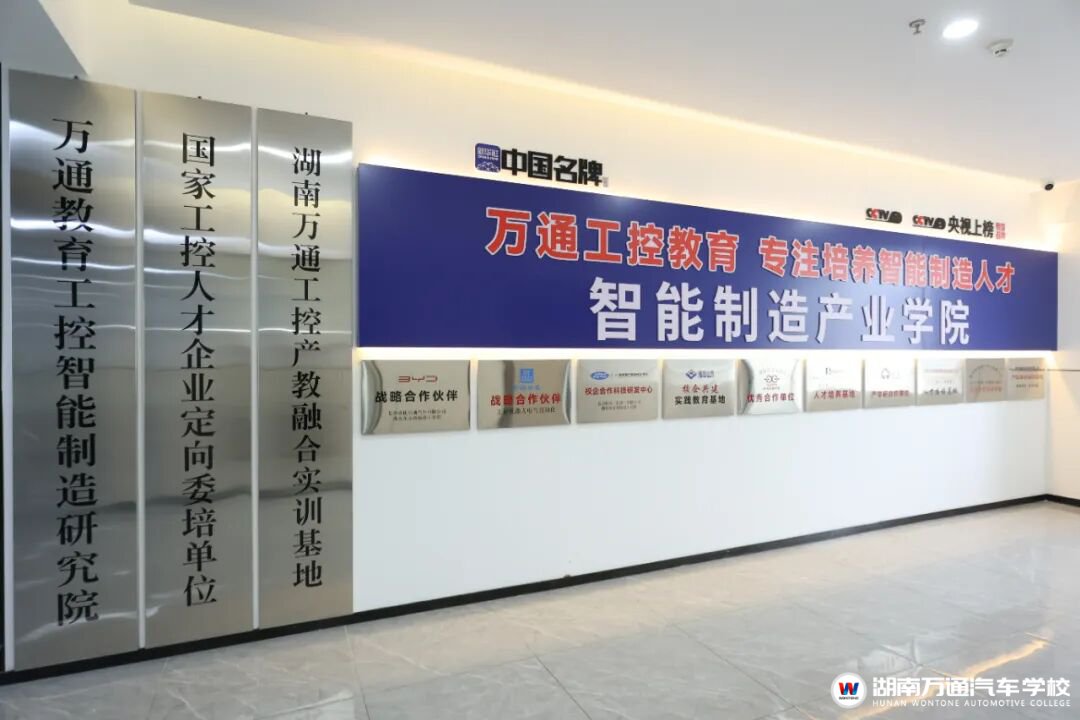 万通教育工控智能制造研究院
国家工控人才企业定向委培单位
湖南万通工控产教融合实训基地
中国名牌
CCTV
CCTV
央视上榜
万通工控教育 专注培养智能制造人才
智能制造产业学院
BYD
战略合作伙伴
战略合作伙伴
校企合作科技研发中心
校企共建
实践教育基地
优秀合作单位
人才培养基地
湖南万通汽车学校
HUNAN WONTONE AUTOMOTIVE COLLEGE